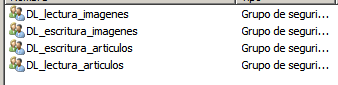 DL_lectura_imagenes Grupo de seguri...
DL_escritura_imagenes Grupo de seguri...
DL_escritura_articulos Grupo de seguri...
DL_lectura_articulos Grupo de seguri...